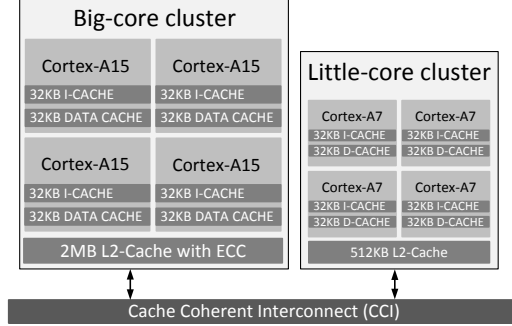 Big-core cluster
Cortex-A15 Cortex-A15
32KB I-CACHE 32KB I-CACHE
32KB DATA CACHE 32KB DATA CACHE
Cortex-A15 Cortex-A15
32KB I-CACHE 32KB I-CACHE
32KB DATA CACHE 32KB DATA CACHE
2MB L2-Cache with ECC
Little-core cluster
Cortex-A7 Cortex-A7
32KB I-CACHE 32KB I-CACHE
32KB D-CACHE 32KB D-CACHE
Cortex-A7 Cortex-A7
32KB I-CACHE 32KB I-CACHE
32KB D-CACHE 32KB D-CACHE
512KB L2-Cache
Cache Coherent Interconnect (CCI)